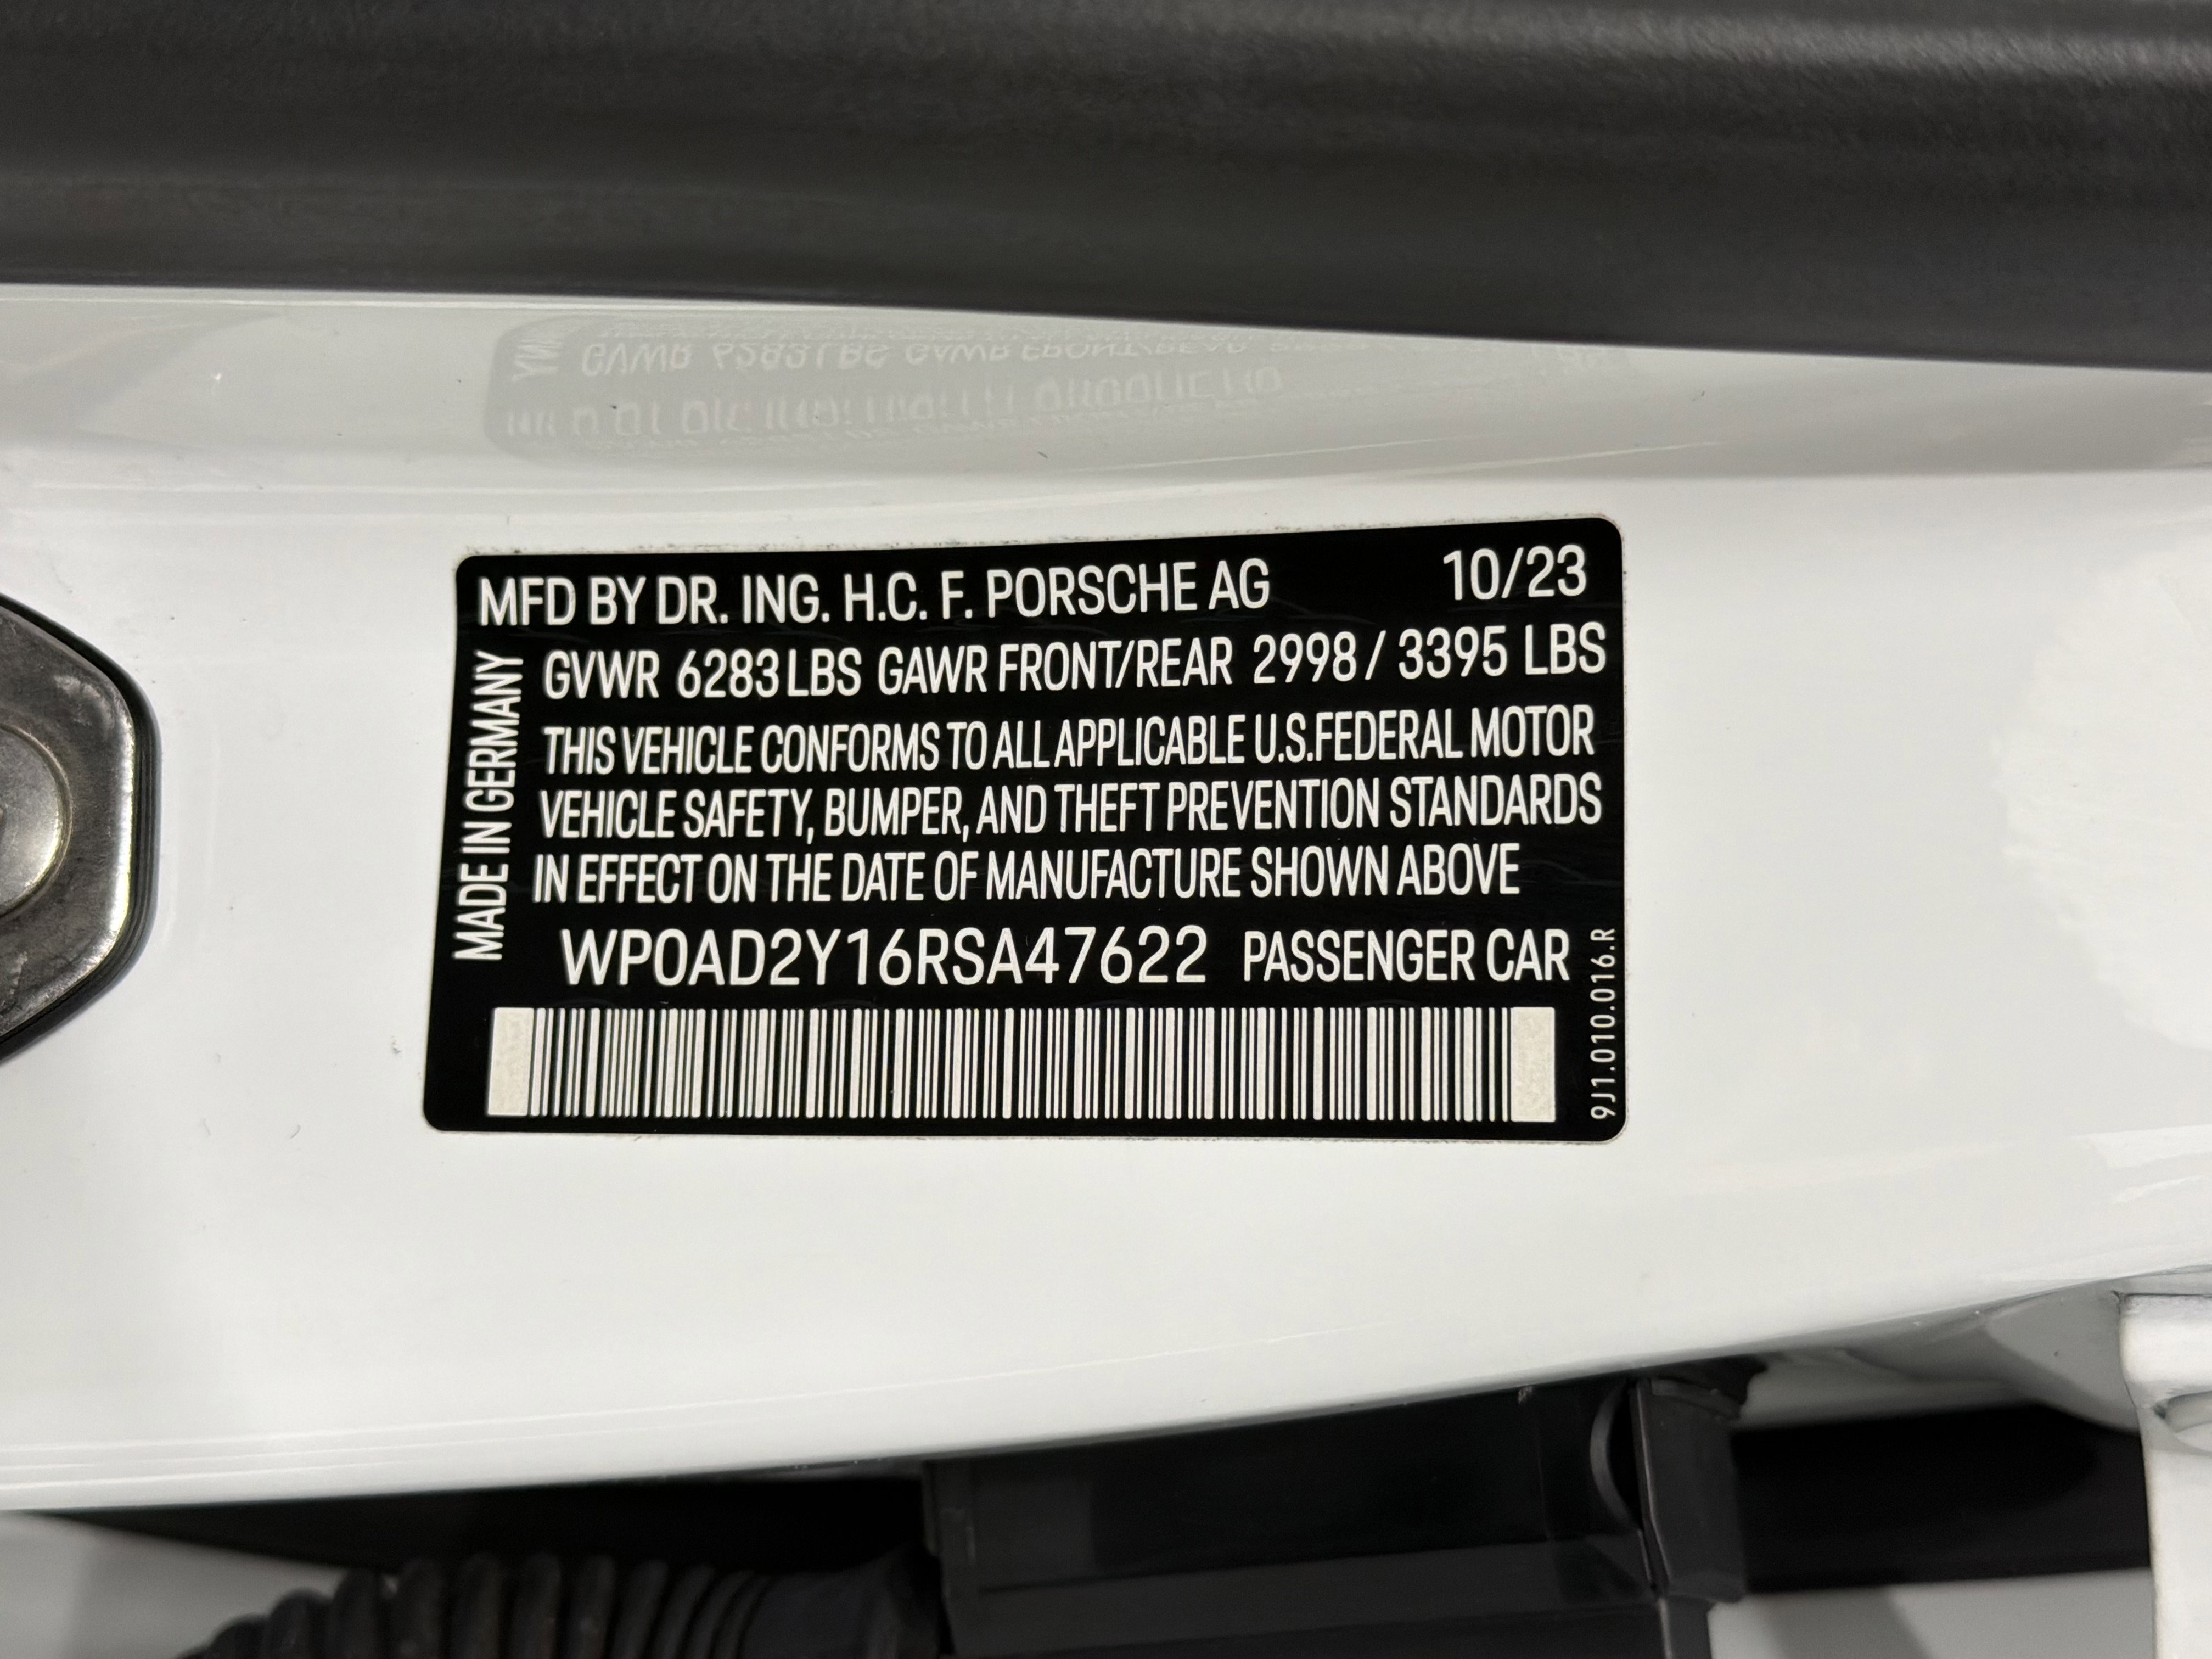 MFD BY DR. ING. H.C. F. PORSCHE AG 10/23
GVWR 6283 LBS GAWR FRONT/REAR 2998 / 3395 LBS
THIS VEHICLE CONFORMS TO ALL APPLICABLE U.S.FEDERAL MOTOR
VEHICLE SAFETY, BUMPER, AND THEFT PREVENTION STANDARDS
IN EFFECT ON THE DATE OF MANUFACTURE SHOWN ABOVE
WP0AD2Y16RSA47622 PASSENGER CAR
MADE IN GERMANY
9J1.010.016.R